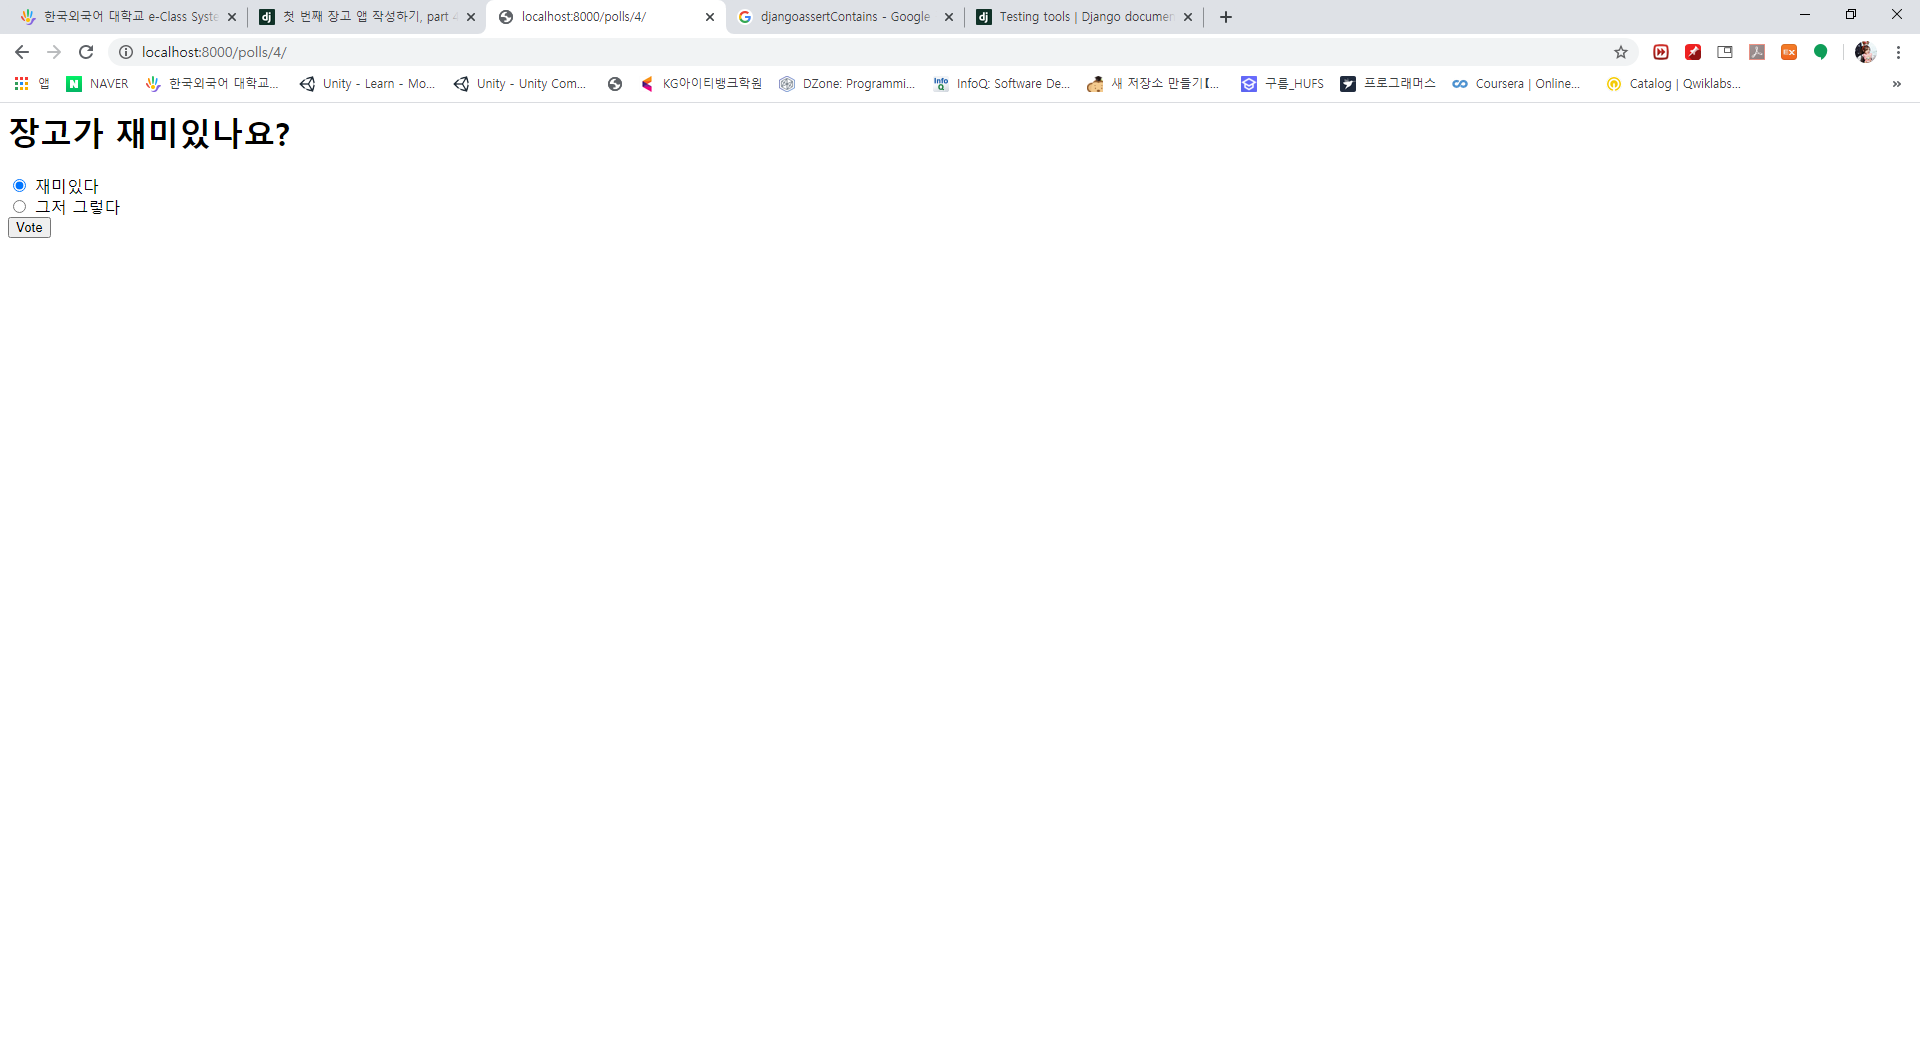 한국외국어 대학교 e-Class Syste
첫 번째 장고 앱 작성하기, part 4
localhost:8000/polls/4/
djangoassertContains - Google
Testing tools | Django documen
localhost:8000/polls/4/
앱
NAVER
한국외국어 대학교...
Unity - Learn - Mo...
Unity - Unity Com...
KG아이티뱅크학원
DZone: Programmi...
InfoQ: Software De...
새 저장소 만들기【...
구름_HUFS
프로그래머스
Coursera | Online...
Catalog | Qwiklabs...
장고가 재미있나요?
재미있다
그저 그렇다
Vote